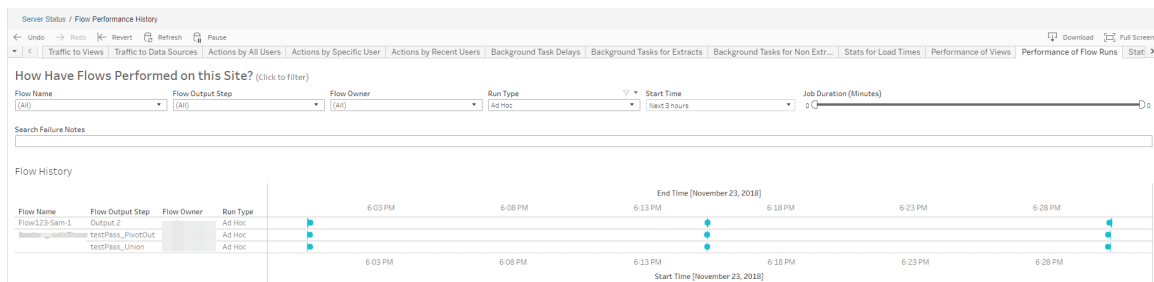 Server Status / Flow Performance History
← Undo → Redo Revert Refresh Pause Download Full Screen
Traffic to Views Traffic to Data Sources Actions by All Users Actions by Specific User Actions by Recent Users Background Task Delays Background Tasks for Extracts Background Tasks for Non Extr... Stats for Load Times Performance of Views Performance of Flow Runs Stat
How Have Flows Performed on this Site? (Click to filter)
Flow Name Flow Output Step Flow Owner Run Type Start Time Job Duration (Minutes)
(All) (All) (All) Ad Hoc Next 3 hours 0 0
Search Failure Notes
Flow History
End Time [November 23, 2018]
Flow Name Flow Output Step Flow Owner Run Type 6:03 PM 6:08 PM 6:13 PM 6:18 PM 6:23 PM 6:28 PM
Flow123-Sam-1 Output 2 Ad Hoc
testPass_PivotOut Ad Hoc
testPass_Union Ad Hoc
6:03 PM 6:08 PM 6:13 PM 6:18 PM 6:23 PM 6:28 PM
Start Time [November 23, 2018]